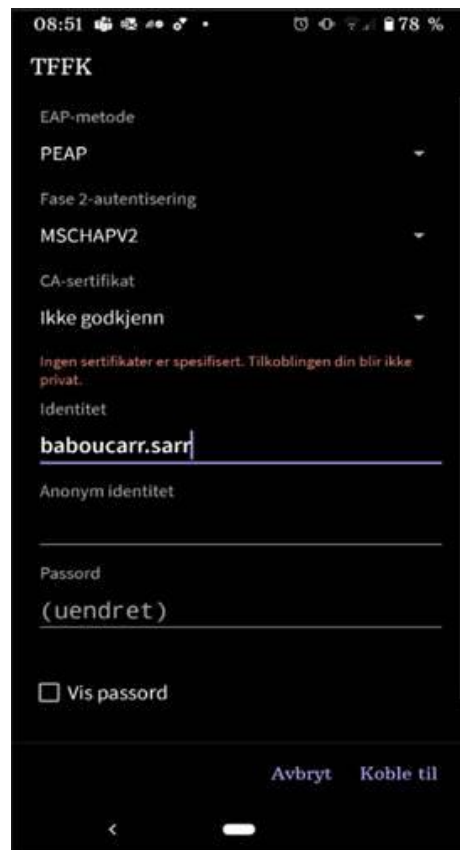 08:51 78 %
TFFK
EAP-metode
PEAP
Fase 2-autentisering
MSCHAPV2
CA-sertifikat
Ikke godkjenn
Ingen sertifikater er spesifisert. Tilkoblingen din blir ikke
privat.
Identitet
baboucarr.sarr
Anonym identitet
Passord
(uendret)
Vis passord
Avbryt Koble til